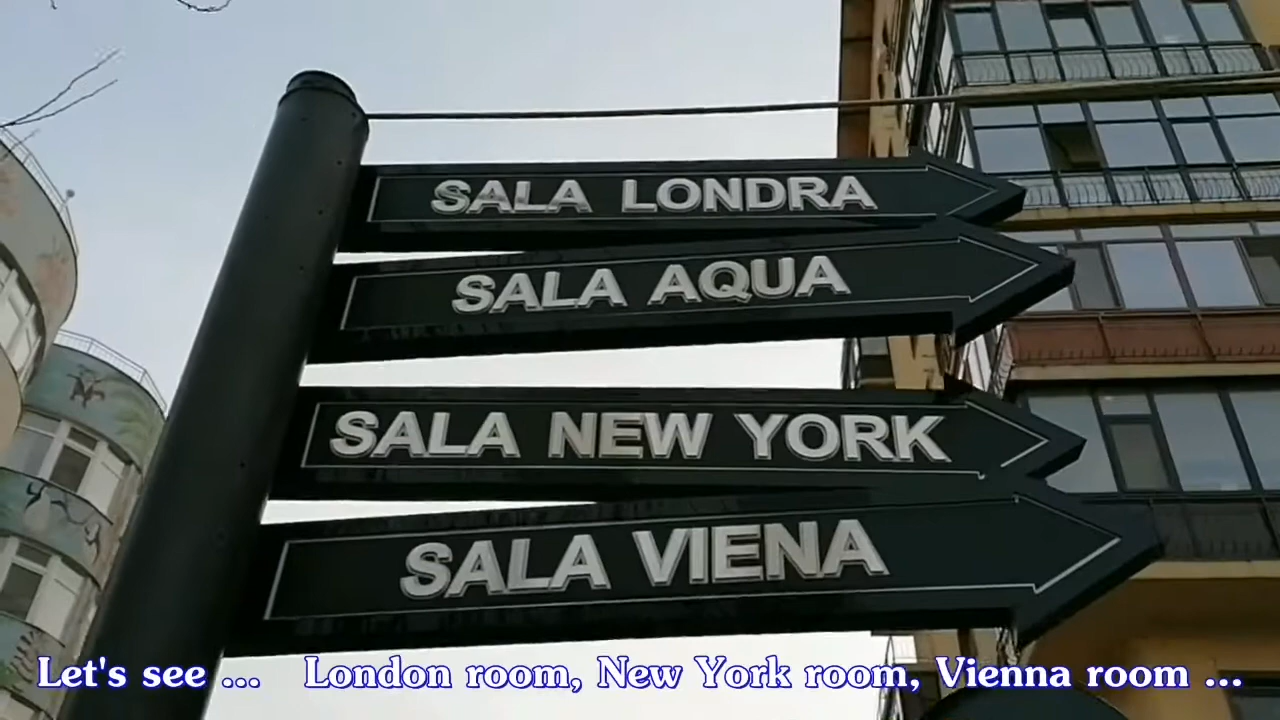 SALA LONDRA
SALA AQUA
SALA NEW YORK
SALA VIENA
Let's see ... London room, New York room, Vienna room ...